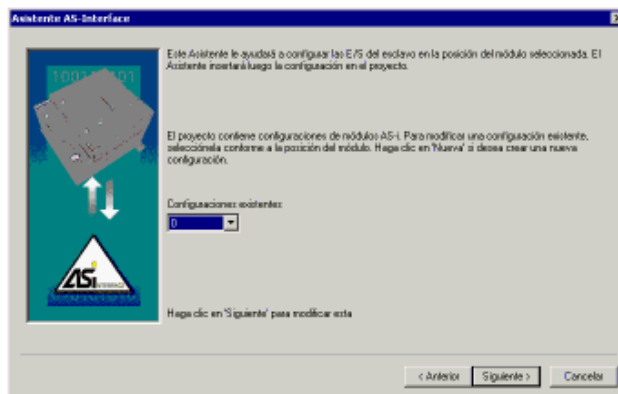 Asistente AS-Interface
Este Asistente le ayudará a configurar las E/S del esclavo en la posición del módulo seleccionada. El
Asistente insertará luego la configuración en el proyecto.
El proyecto contiene configuraciones de módulos AS-i. Para modificar una configuración existente,
selecciónela conforme a la posición del módulo. Haga clic en 'Nueva' si desea crear una nueva
configuración.
Configuraciones existentes
0
ASi
INTERFACE
Haga clic en 'Siguiente' para modificar esta
< Anterior
Siguiente >
Cancelar